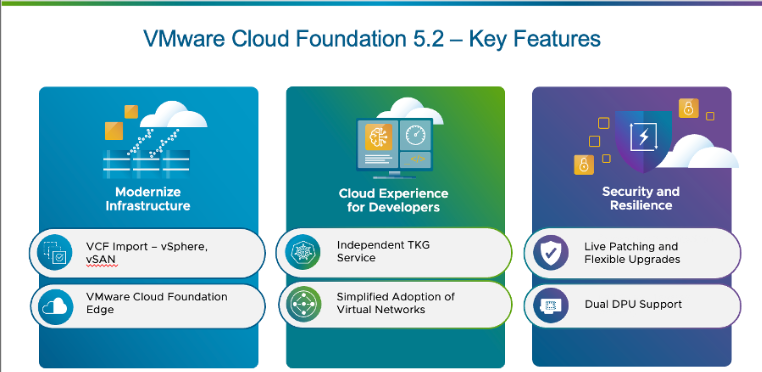 VMware Cloud Foundation 5.2 – Key Features
Modernize
Infrastructure
VCF Import – vSphere,
vSAN
VMware Cloud Foundation
Edge
Cloud Experience
for Developers
Independent TKG
Service
Simplified Adoption of
Virtual Networks
Security and
Resilience
Live Patching and
Flexible Upgrades
Dual DPU Support